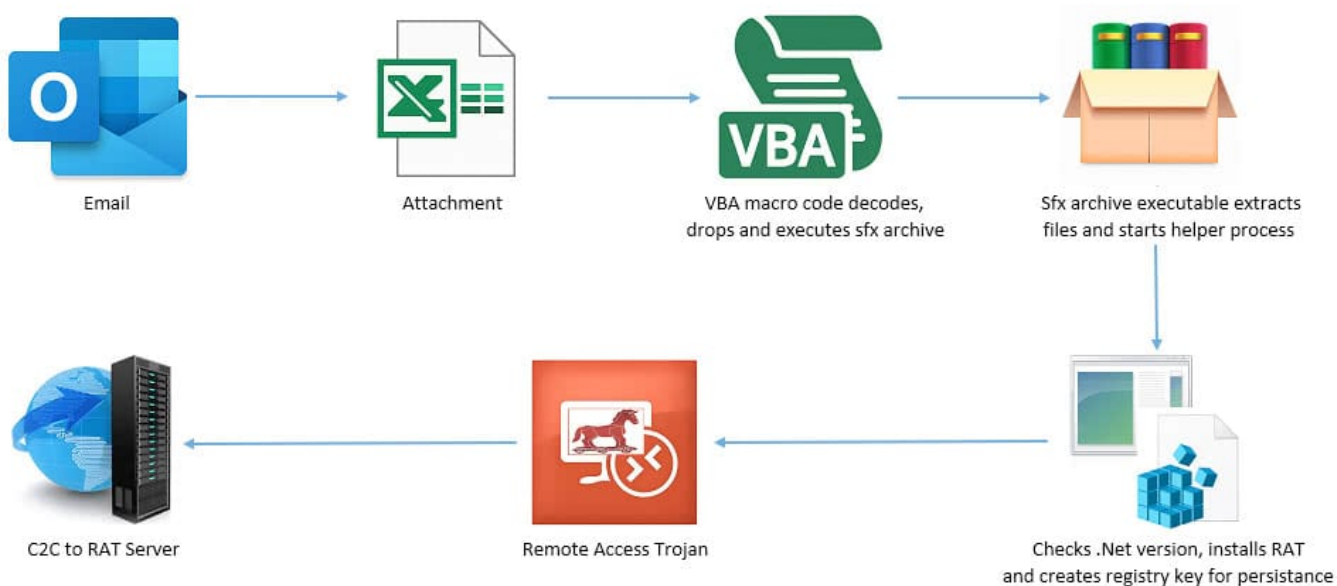 O
Email
Attachment
VBA
VBA macro code decodes,
drops and executes sfx archive
Sfx archive executable extracts
files and starts helper process
C2C to RAT Server
Remote Access Trojan
Checks .Net version, installs RAT
and creates registry key for persistance